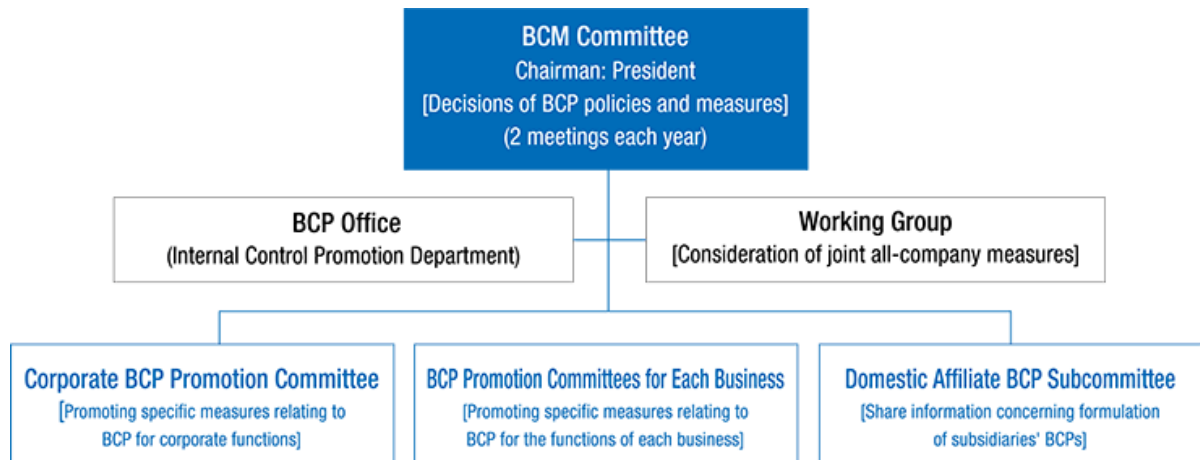 BCM Committee
Chairman: President
[Decisions of BCP policies and measures]
(2 meetings each year)
BCP Office
(Internal Control Promotion Department)
Working Group
[Consideration of joint all-company measures]
Corporate BCP Promotion Committee
[Promoting specific measures relating to
BCP for corporate functions]
BCP Promotion Committees for Each Business
[Promoting specific measures relating to
BCP for the functions of each business]
Domestic Affiliate BCP Subcommittee
[Share information concerning formulation
of subsidiaries' BCPs]